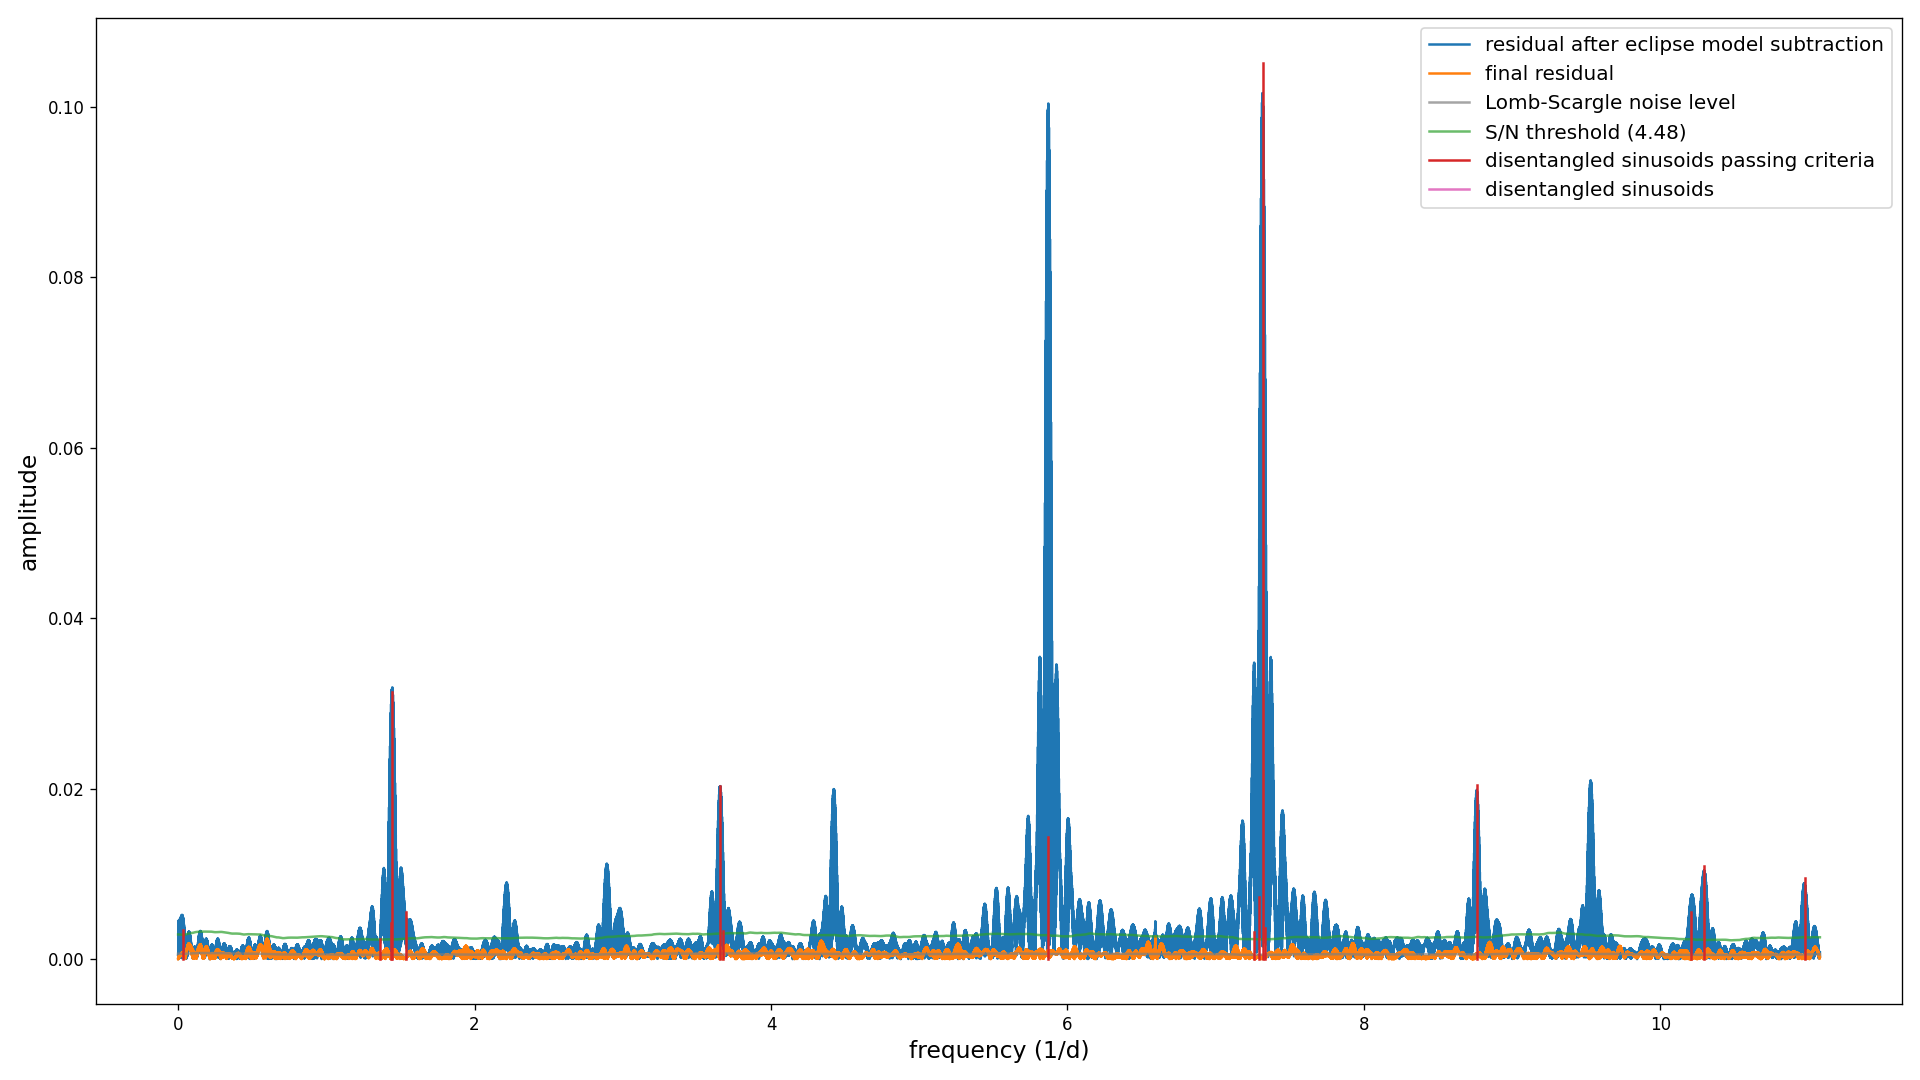 residual after eclipse model subtraction
final residual
Lomb-Scargle noise level
S/N threshold (4.48)
disentangled sinusoids passing criteria
disentangled sinusoids
0.10
0.08
0.06
0.04
0.02
0.00
amplitude
0 2 4 6 8 10
frequency (1/d)